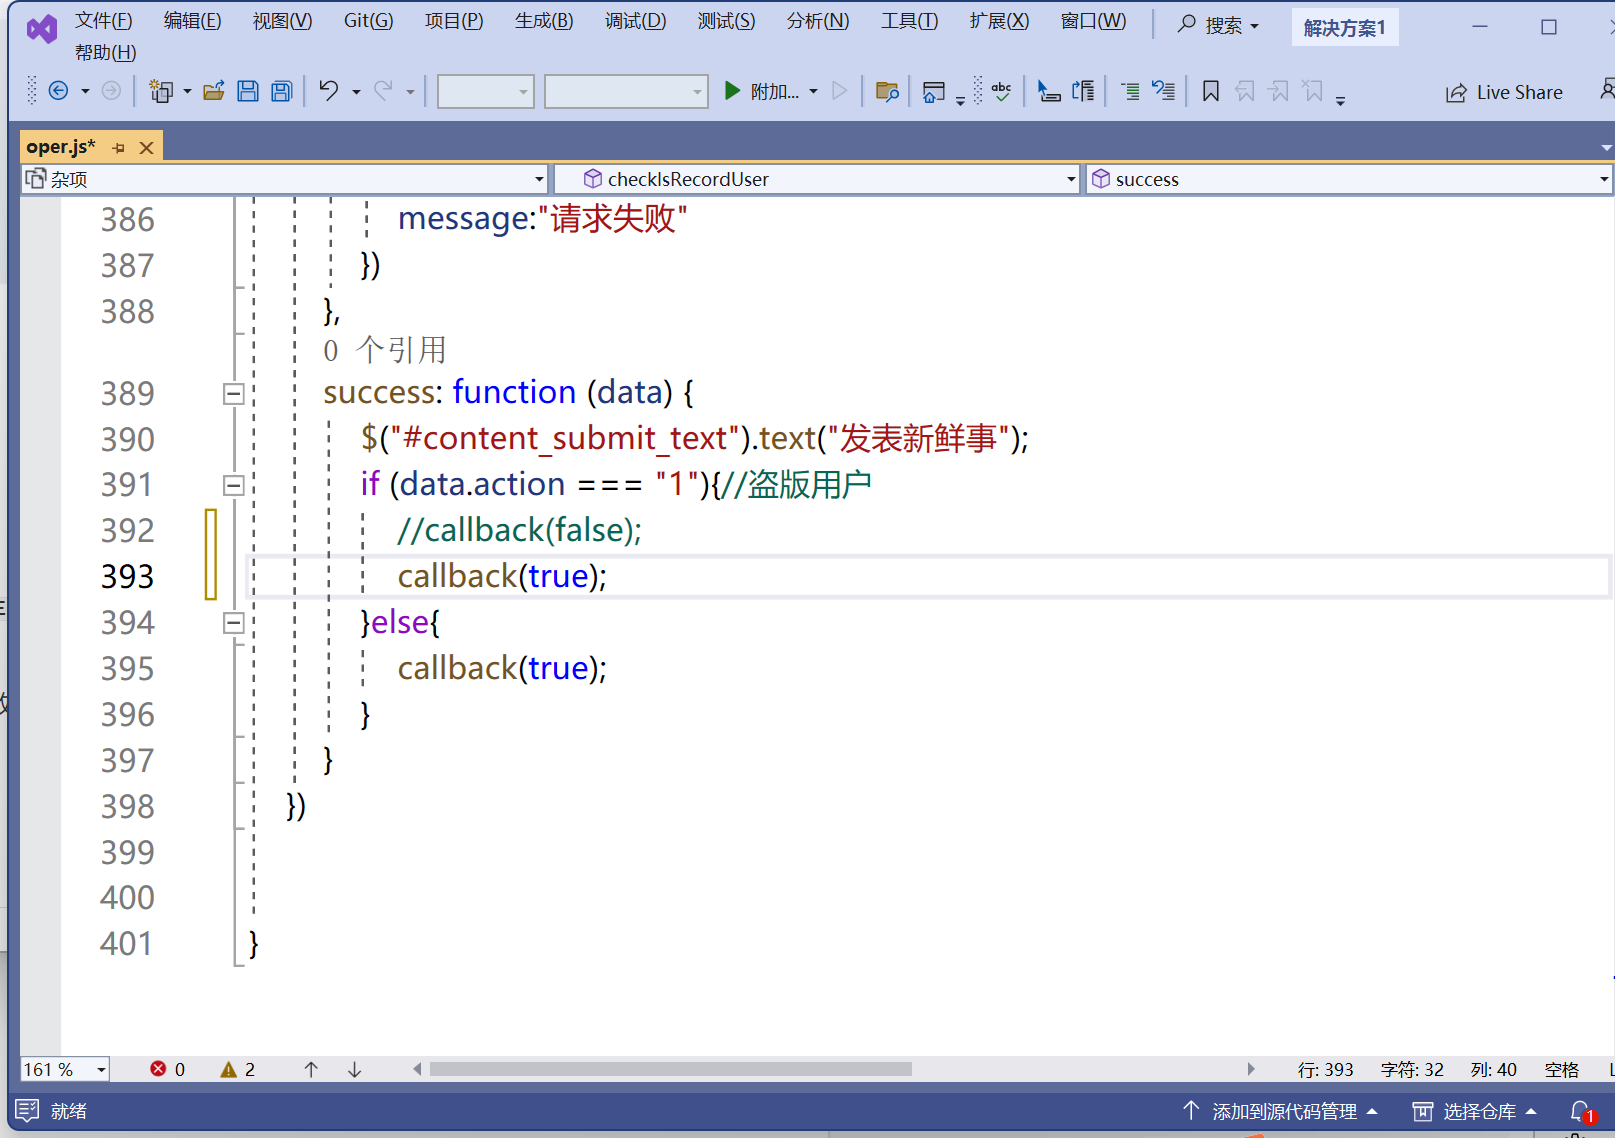 文件(F) 编辑(E) 视图(V) Git(G) 项目(P) 生成(B) 调试(D) 测试(S) 分析(N) 工具(T) 扩展(X) 窗口(W) 搜索 解决方案1
帮助(H)
附加... abc Live Share
oper.js*
杂项 checkIsRecordUser success
386 message:"请求失败"
387 })
388 },
0 个引用
389 success: function (data) {
390 $("#content_submit_text").text("发表新鲜事");
391 if (data.action === "1"){//盗版用户
392 //callback(false);
393 callback(true);
394 }else{
395 callback(true);
396 }
397 }
398 })
399
400
401 }
161 % 0 2 行: 393 字符: 32 列: 40 空格
就绪 添加到源代码管理 选择仓库 1